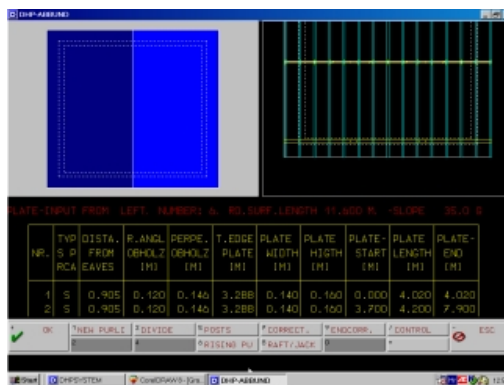 DHP-ABBUND
PLATE-INPUT FROM LEFT. NUMBER: 6. RO.SURF.LENGTH 11.600 M. -SLOPE 35.0 G
NR. TYP S P RCA DISTA. FROM EAVES R.ANGL OBHOLZ [M] PERPE. OBHOLZ [M] T.EDGE PLATE [M] PLATE WIDTH [M] PLATE HIGTH [M] PLATE- START [M] PLATE LENGTH [M] PLATE- END [M]
1 S 0.905 0.120 0.146 3.288 0.140 0.160 0.000 4.020 4.020
2 S 0.905 0.120 0.146 3.288 0.140 0.160 3.700 4.200 7.900
OK NEW PURLI DIVIDE POSTS CORRECT. ENDCORR. CONTROL ESC
RISING PU RAFT/JACK
Start DHPSYSTEM DHP-ABBUND